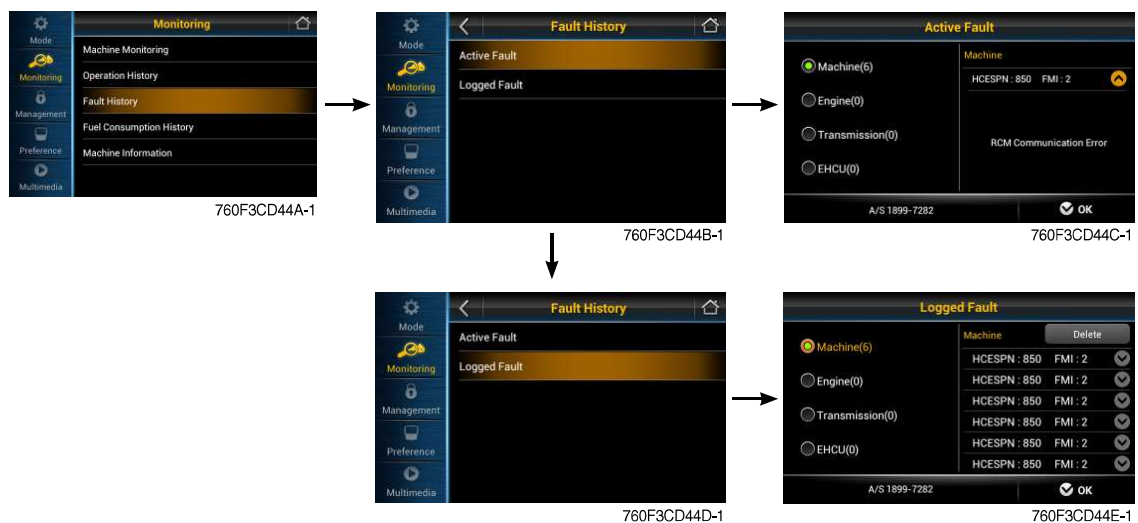 Mode
Monitoring
Management
Preference
Multimedia
Monitoring
Machine Monitoring
Operation History
Fault History
Fuel Consumption History
Machine Information
760F3CD44A-1
Mode
Monitoring
Management
Preference
Multimedia
Fault History
Active Fault
Logged Fault
760F3CD44B-1
Active Fault
Machine(6)
Engine(0)
Transmission(0)
EHCU(0)
Machine
HCESPN : 850 FMI : 2
RCM Communication Error
A/S 1899-7282
OK
760F3CD44C-1
Mode
Monitoring
Management
Preference
Multimedia
Fault History
Active Fault
Logged Fault
760F3CD44D-1
Logged Fault
Machine(6)
Engine(0)
Transmission(0)
EHCU(0)
Machine
Delete
HCESPN : 850 FMI : 2
HCESPN : 850 FMI : 2
HCESPN : 850 FMI : 2
HCESPN : 850 FMI : 2
HCESPN : 850 FMI : 2
HCESPN : 850 FMI : 2
A/S 1899-7282
OK
760F3CD44E-1